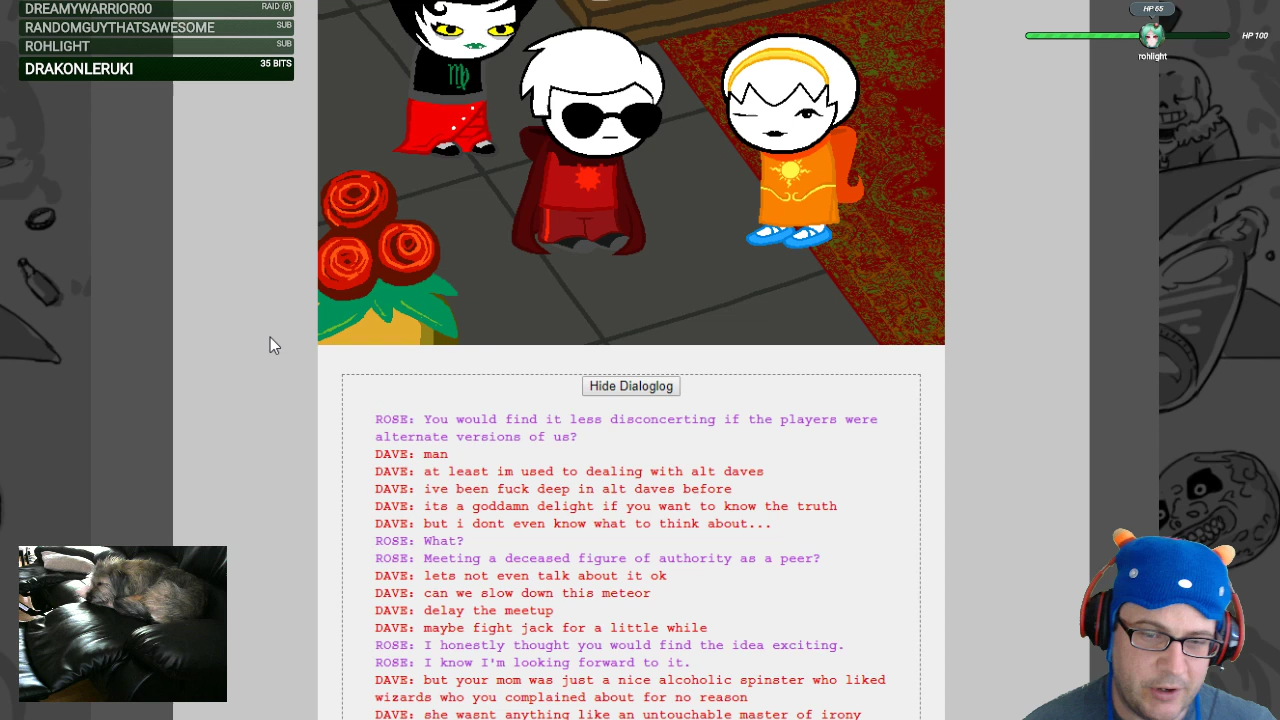 DREAMYWARRIOR00 RAID (8)
RANDOMGUYTHATSAWESOME SUB
ROHLIGHT SUB
DRAKONLERUKI 35 BITS
HP 65
HP 100
rohlight
♍
Hide Dialoglog
ROSE: You would find it less disconcerting if the players were
alternate versions of us?
DAVE: man
DAVE: at least im used to dealing with alt daves
DAVE: ive been fuck deep in alt daves before
DAVE: its a goddamn delight if you want to know the truth
DAVE: but i dont even know what to think about...
ROSE: What?
ROSE: Meeting a deceased figure of authority as a peer?
DAVE: lets not even talk about it ok
DAVE: can we slow down this meteor
DAVE: delay the meetup
DAVE: maybe fight jack for a little while
ROSE: I honestly thought you would find the idea exciting.
ROSE: I know I'm looking forward to it.
DAVE: but your mom was just a nice alcoholic spinster who liked
wizards who you complained about for no reason
DAVE: she wasnt anything like an untouchable master of irony